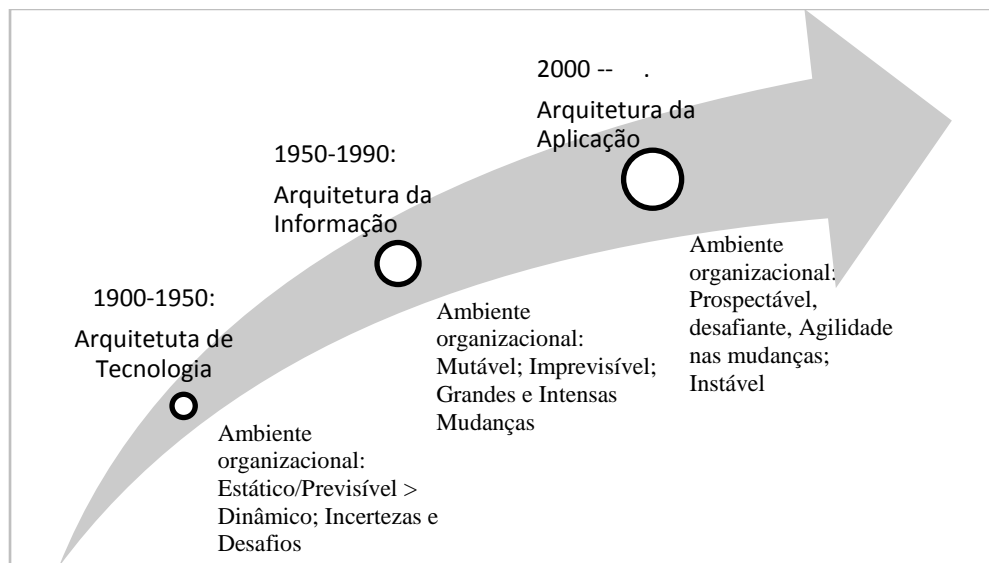 1900-1950:
Arquitetuta de
Tecnologia
Ambiente
organizacional:
Estático/Previsível >
Dinâmico; Incertezas e
Desafios
1950-1990:
Arquitetura da
Informação
Ambiente
organizacional:
Mutável; Imprevisível;
Grandes e Intensas
Mudanças
2000 -- .
Arquitetura da
Aplicação
Ambiente
organizacional:
Prospectável,
desafiante, Agilidade
nas mudanças;
Instável